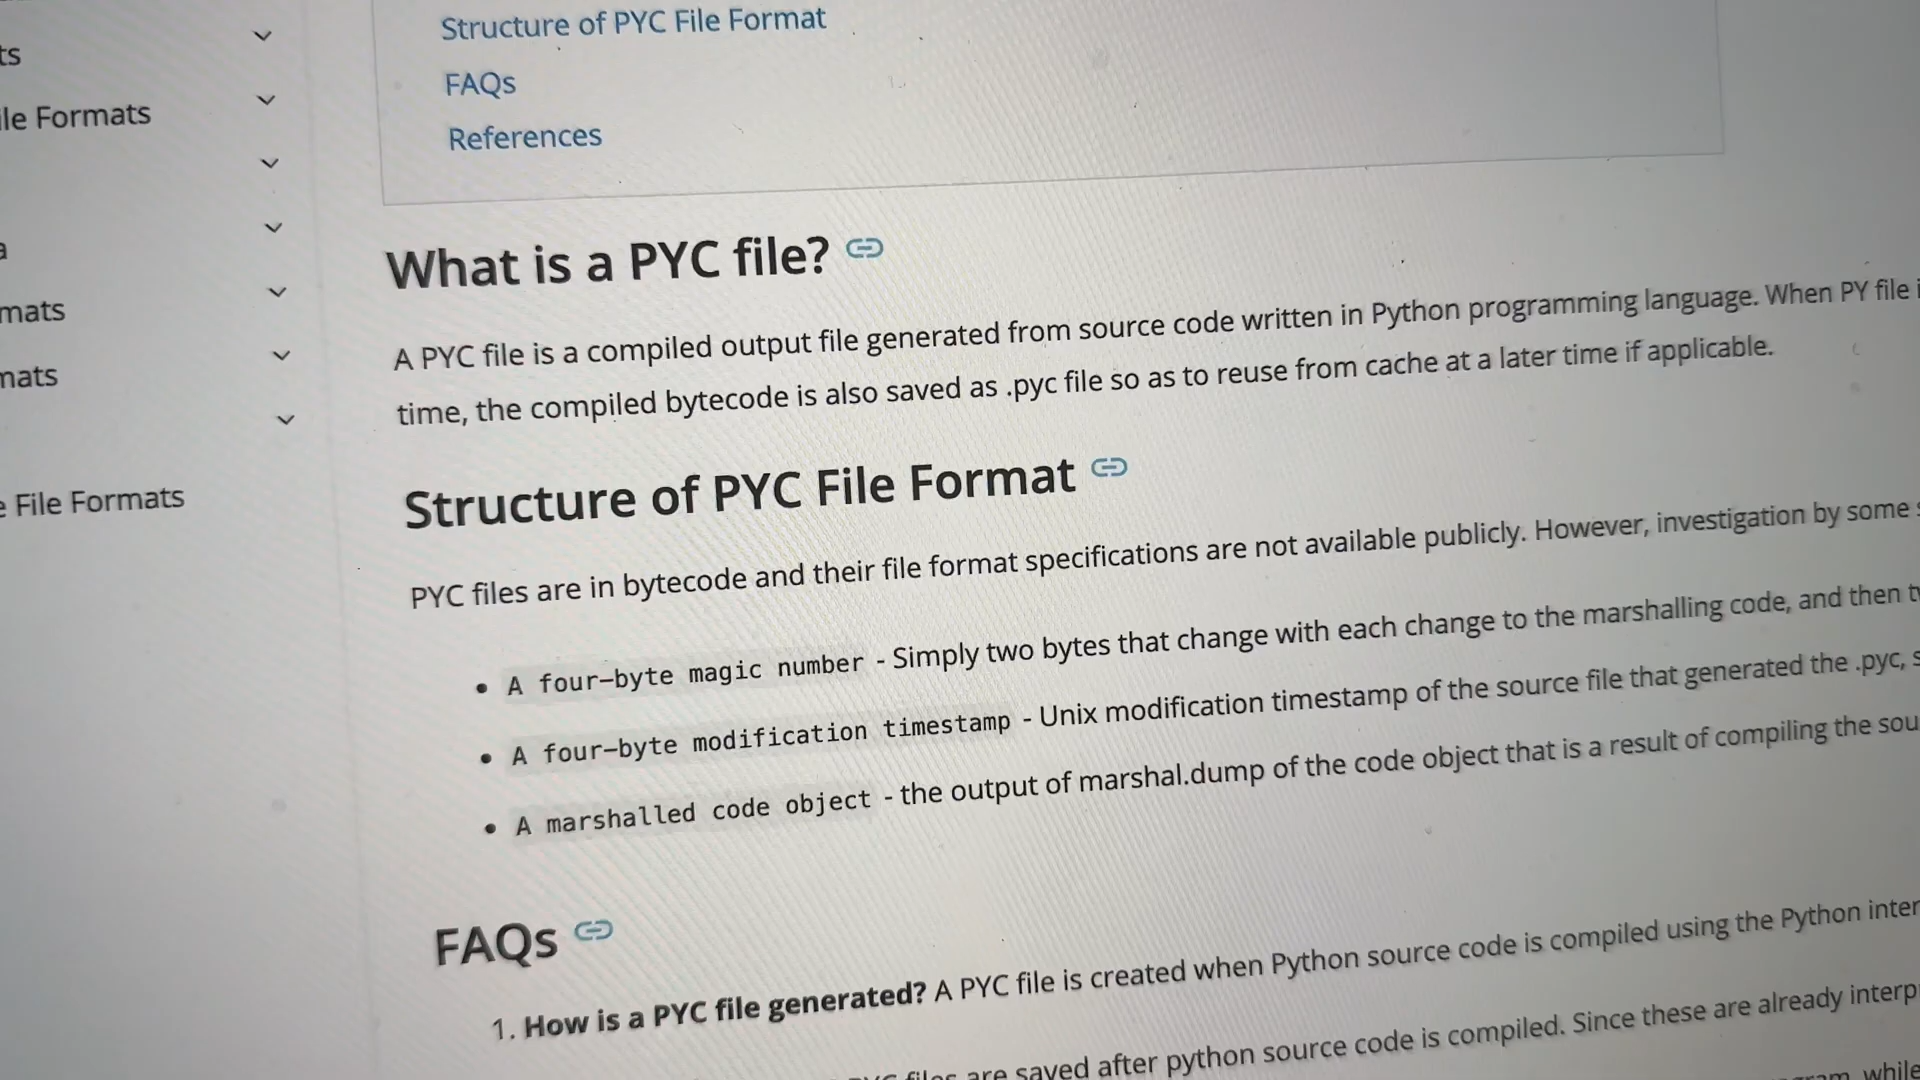 Structure of PYC File Format
ts
FAQs
ile Formats
References
a
What is a PYC file?
mats
A PYC file is a compiled output file generated from source code written in Python programming language. When PY file
mats
time, the compiled bytecode is also saved as .pyc file so as to reuse from cache at a later time if applicable.
Structure of PYC File Format
e File Formats
PYC files are in bytecode and their file format specifications are not available publicly. However, investigation by some
• A four-byte magic number - Simply two bytes that change with each change to the marshalling code, and then
• A four-byte modification timestamp - Unix modification timestamp of the source file that generated the .pyc,
• A marshalled code object - the output of marshal.dump of the code object that is a result of compiling the sou
FAQs
1. How is a PYC file generated? A PYC file is created when Python source code is compiled using the Python inter
files are saved after python source code is compiled. Since these are already interp
while